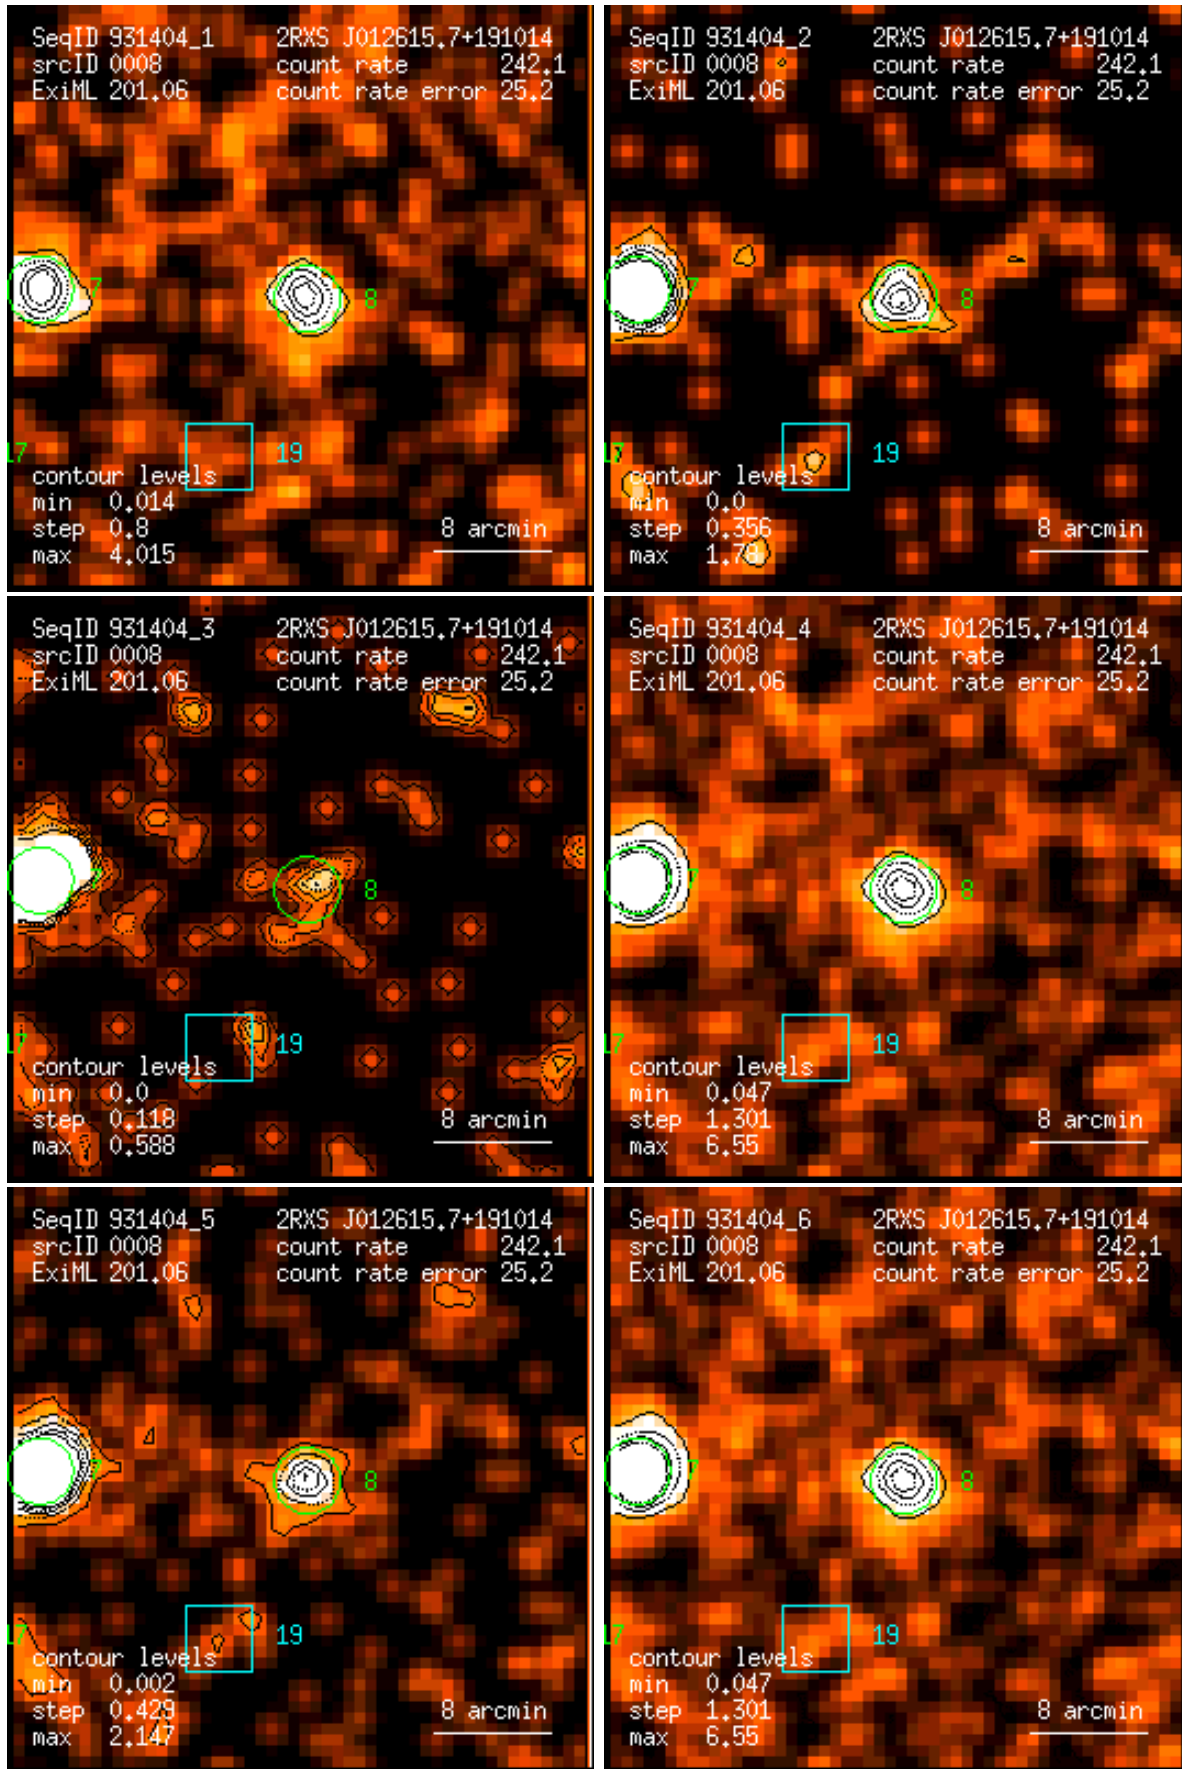 SeqID 931404_1 2RXS J012615.7+191014
srcID 0008 count rate 242.1
ExiML 201.06 count rate error 25.2
7
8
17
19
contour levels
min 0.014
step 0.8 8 arcmin
max 4.015
SeqID 931404_2 2RXS J012615.7+191014
srcID 0008 count rate 242.1
ExiML 201.06 count rate error 25.2
7
8
17
19
contour levels
min 0.0
step 0.356 8 arcmin
max 1.78
SeqID 931404_3 2RXS J012615.7+191014
srcID 0008 count rate 242.1
ExiML 201.06 count rate error 25.2
7
8
17
19
contour levels
min 0.0
step 0.118 8 arcmin
max 0.588
SeqID 931404_4 2RXS J012615.7+191014
srcID 0008 count rate 242.1
ExiML 201.06 count rate error 25.2
7
8
17
19
contour levels
min 0.047
step 1.301 8 arcmin
max 6.55
SeqID 931404_5 2RXS J012615.7+191014
srcID 0008 count rate 242.1
ExiML 201.06 count rate error 25.2
7
8
17
19
contour levels
min 0.002
step 0.429 8 arcmin
max 2.147
SeqID 931404_6 2RXS J012615.7+191014
srcID 0008 count rate 242.1
ExiML 201.06 count rate error 25.2
7
8
17
19
contour levels
min 0.047
step 1.301 8 arcmin
max 6.55